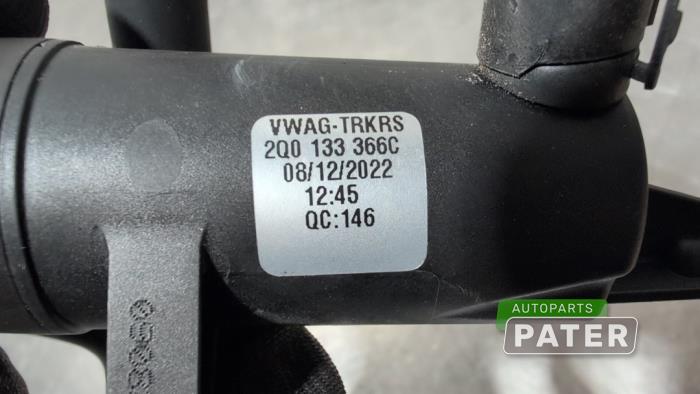 VWAG-TRKRS
2Q0 133 366C
08/12/2022
12:45
QC:146
AUTOPARTS
PATER